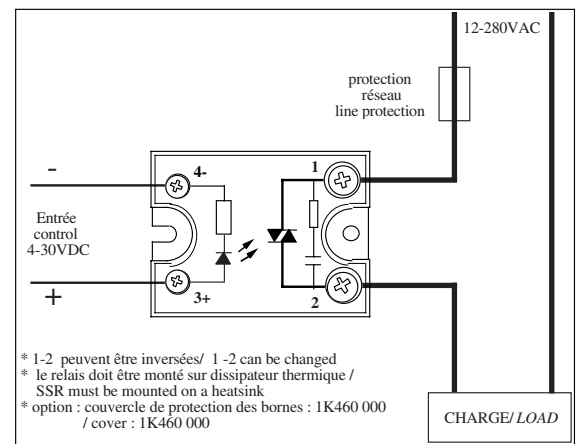 12-280VAC
protection
réseau
line protection
4-
1
-
Entrée
control
4-30VDC
+
3+
2
* 1-2 peuvent être inversées/ 1 -2 can be changed
* le relais doit être monté sur dissipateur thermique /
SSR must be mounted on a heatsink
* option : couvercle de protection des bornes : 1K460 000
/ cover : 1K460 000
CHARGE/ LOAD